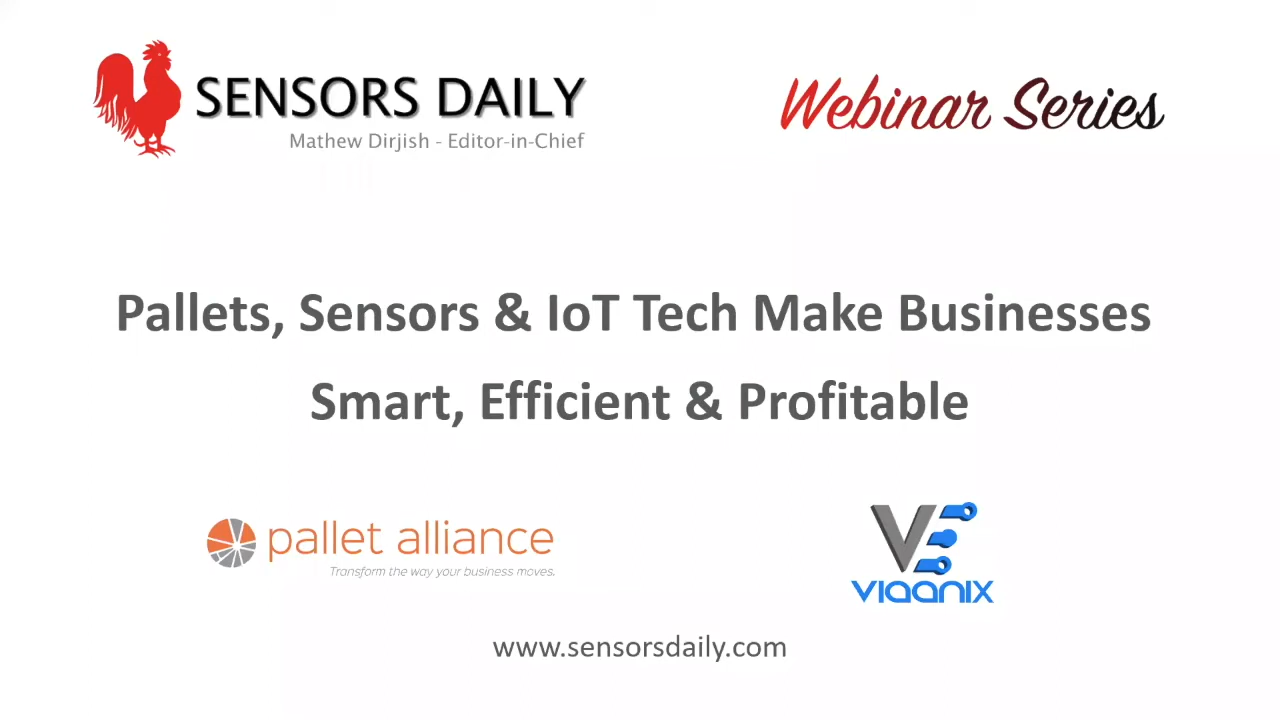 SENSORS DAILY
Mathew Dirjish - Editor-in-Chief
Webinar Series
Pallets, Sensors & IoT Tech Make Businesses
Smart, Efficient & Profitable
pallet alliance
Transform the way your business moves.
VE
VIAANIX
www.sensorsdaily.com